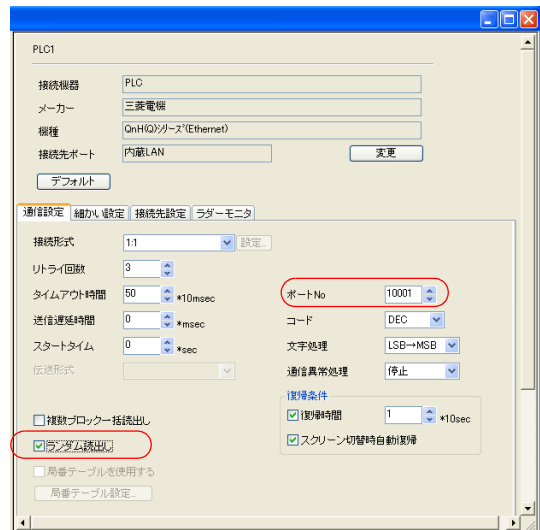 PLC1
接続機器 PLC
メーカー 三菱電機
機種 QnH(Q)シリーズ(Ethernet)
接続先ポート 内蔵LAN 変更
デフォルト
通信設定 細かい設定 接続先設定 ラダーモニタ
接続形式 1:1 設定...
リトライ回数 3
タイムアウト時間 50 *10msec
送信遅延時間 0 *msec
スタートタイム 0 *sec
伝送形式
ポートNo 10001
コード DEC
文字処理 LSB→MSB
通信異常処理 停止
復帰条件
復帰時間 1 *10sec
スクリーン切替時自動復帰
複数ブロック一括読出し
ランダム読出し
局番テーブルを使用する
局番テーブル設定...